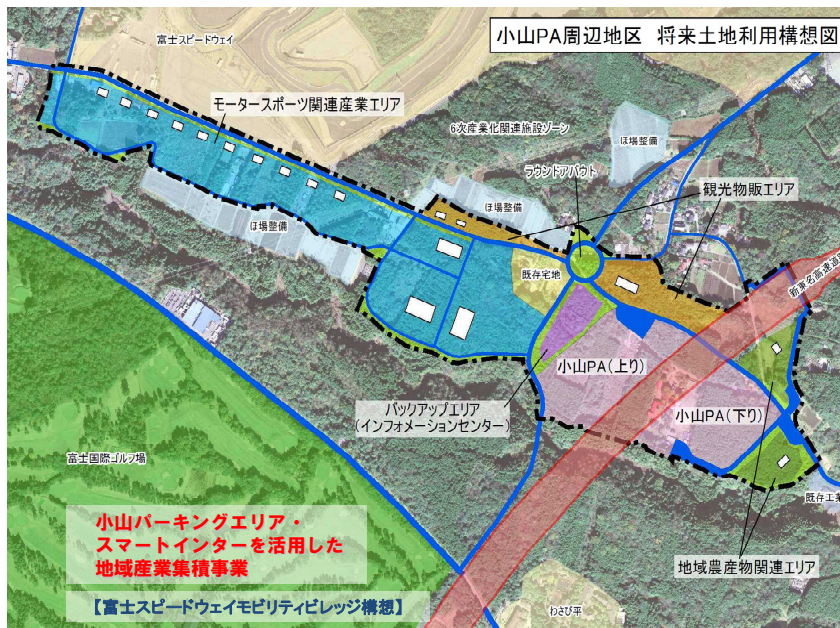 小山PA周辺地区 将来土地利用構想図
富士スピードウェイ
モータースポーツ関連産業エリア
6次産業化関連施設ゾーン
ほ場整備
ラウンドアバウト
観光物販エリア
ほ場整備
ほ場整備
既存宅地
新東名高速道
小山PA(上り)
小山PA(下り)
バックアップエリア
(インフォメーションセンター)
富士国際ゴルフ場
既存工業
地域農産物関連エリア
わさび平
小山パーキングエリア・
スマートインターを活用した
地域産業集積事業
【富士スピードウェイモビリティビレッジ構想】